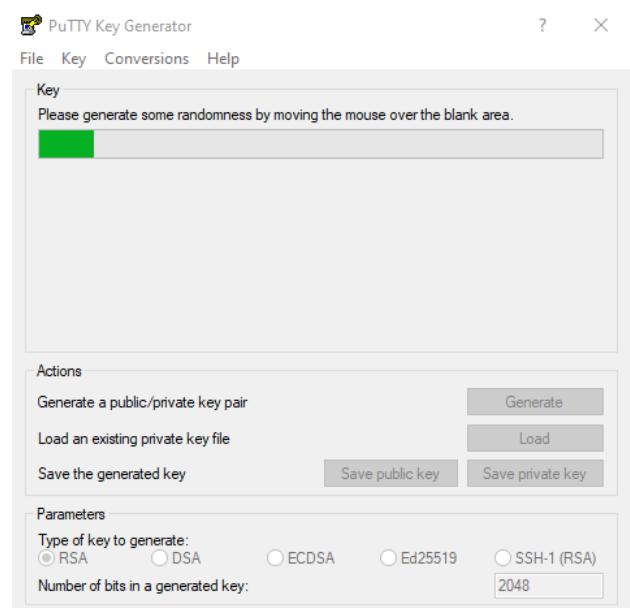 PuTTY Key Generator ?
File Key Conversions Help
Key
Please generate some randomness by moving the mouse over the blank area.
Actions
Generate a public/private key pair Generate
Load an existing private key file Load
Save the generated key Save public key Save private key
Parameters
Type of key to generate:
RSA DSA ECDSA Ed25519 SSH-1 (RSA)
Number of bits in a generated key: 2048